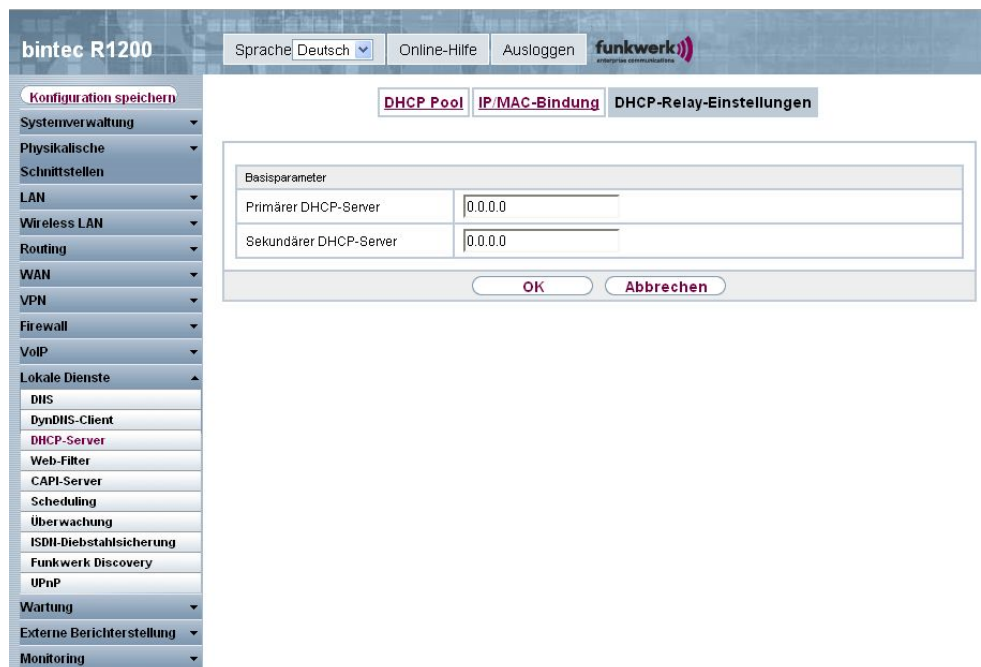 bintec R1200
Sprache Deutsch Online-Hilfe Ausloggen funkwerk
enterprise communications
Konfiguration speichern
Systemverwaltung
Physikalische
Schnittstellen
LAN
Wireless LAN
Routing
WAN
VPN
Firewall
VoIP
Lokale Dienste
DNS
DynDNS-Client
DHCP-Server
Web-Filter
CAPI-Server
Scheduling
Überwachung
ISDN-Diebstahlsicherung
Funkwerk Discovery
UPnP
Wartung
Externe Berichterstellung
Monitoring
DHCP Pool IP/MAC-Bindung DHCP-Relay-Einstellungen
Basisparameter
Primärer DHCP-Server 0.0.0.0
Sekundärer DHCP-Server 0.0.0.0
OK Abbrechen